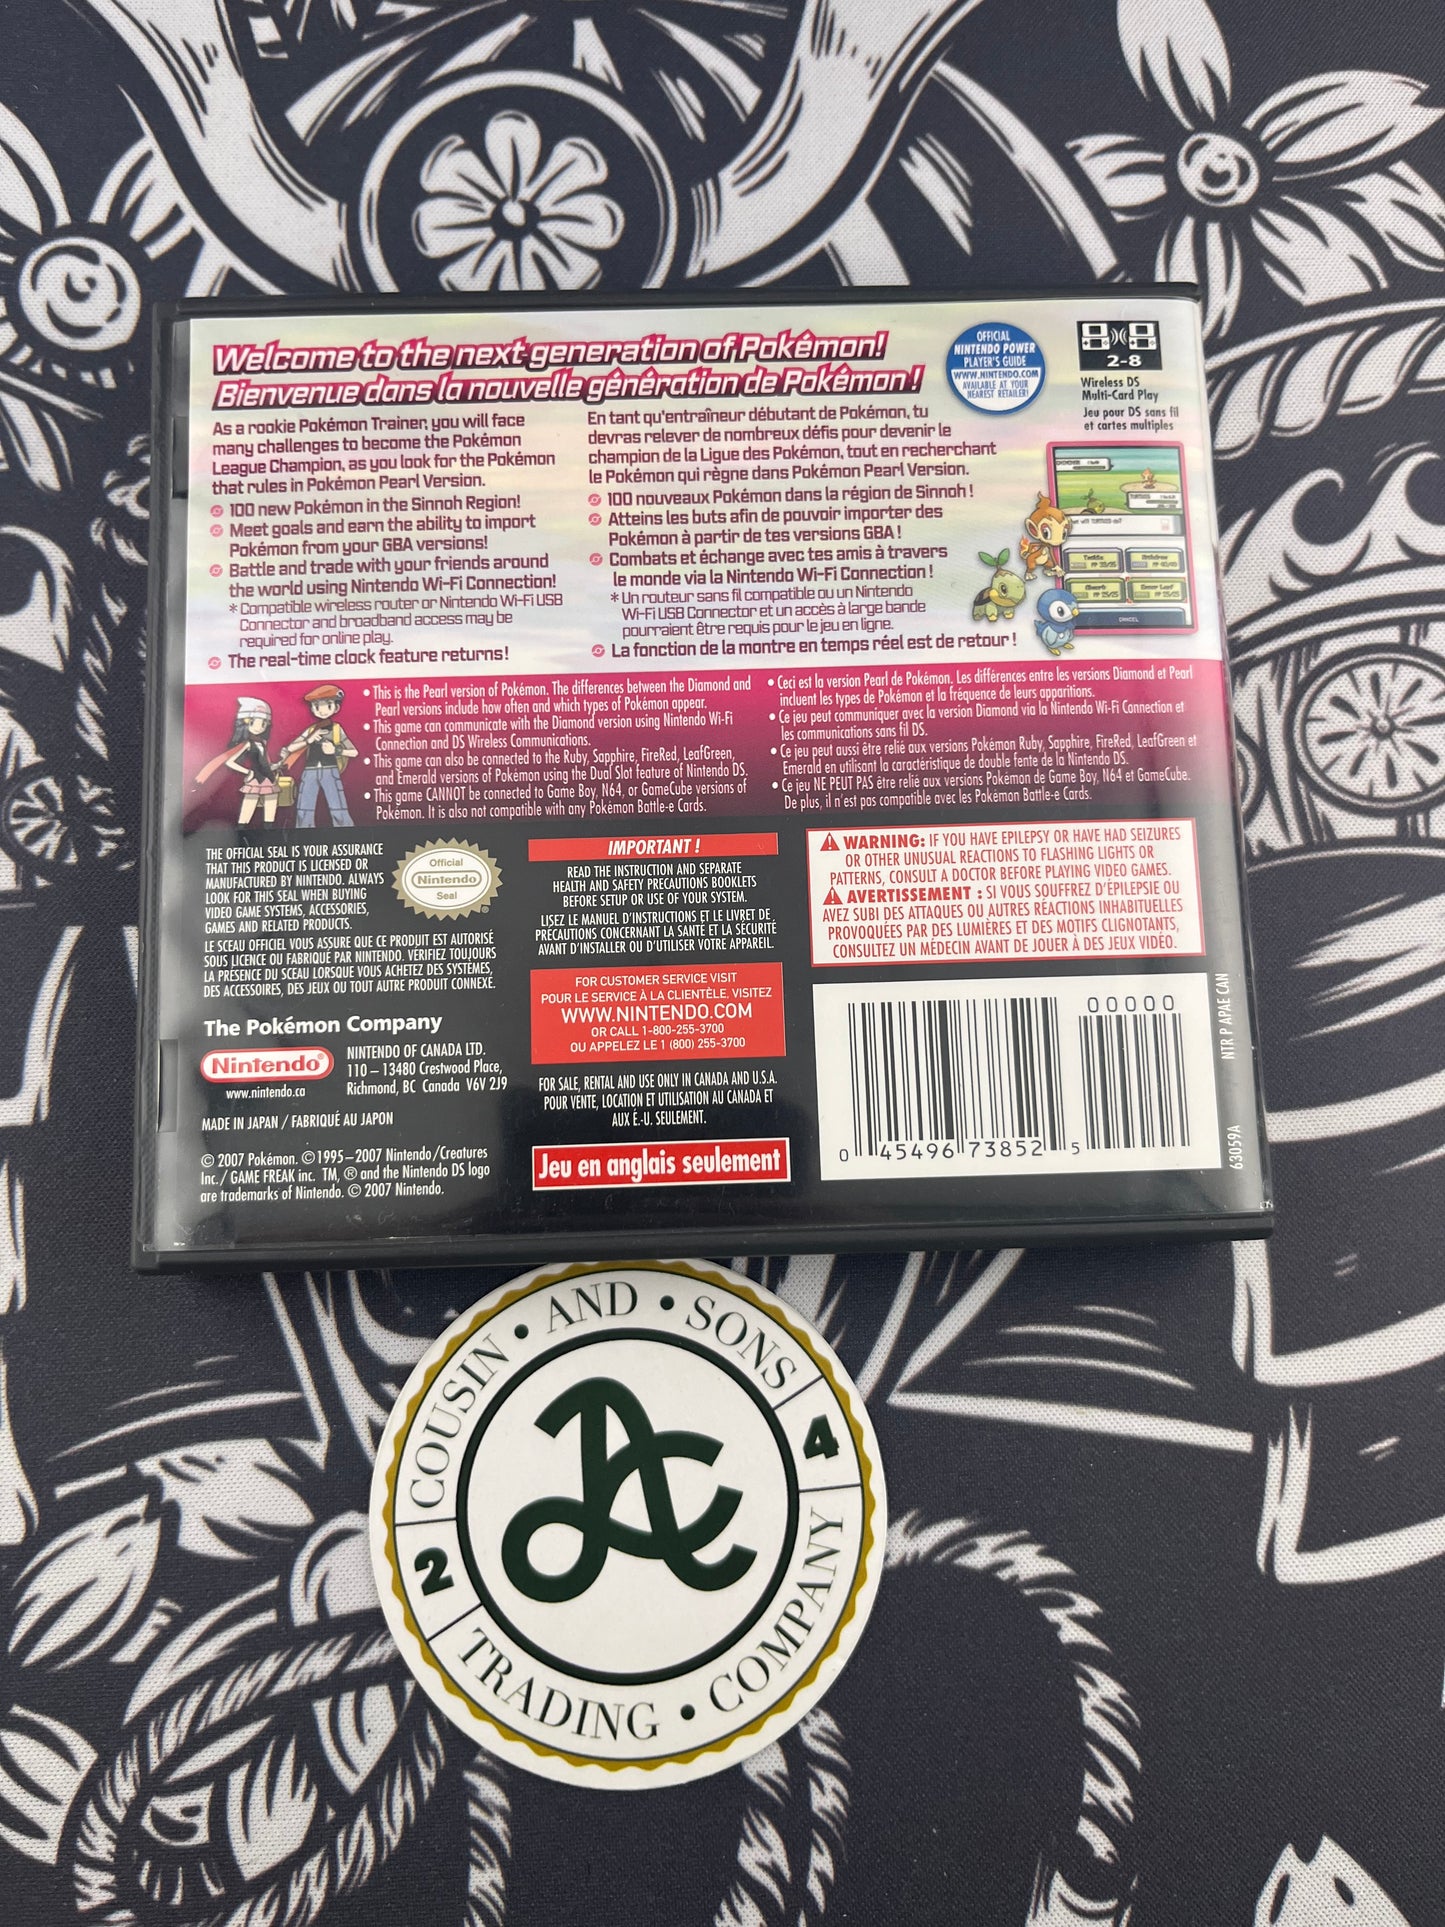 Welcome to the next generation of Pokémon!
Bienvenue dans la nouvelle génération de Pokémon !
As a rookie Pokémon Trainer, you will face
many challenges to become the Pokémon
League Champion, as you look for the Pokémon
that rules in Pokémon Pearl Version.
100 new Pokémon in the Sinnoh Region!
Meet goals and earn the ability to import
Pokémon from your GBA versions!
Battle and trade with your friends around
the world using Nintendo Wi-Fi Connection!
* Compatible wireless router or Nintendo Wi-Fi USB
Connector and broadband access may be
required for online play.
The real-time clock feature returns!
En tant qu'entraîneur débutant de Pokémon, tu
devras relever de nombreux défis pour devenir le
champion de la Ligue des Pokémon, tout en recherchant
le Pokémon qui règne dans Pokémon Pearl Version.
100 nouveaux Pokémon dans la région de Sinnoh !
Atteins les buts afin de pouvoir importer des
Pokémon à partir de tes versions GBA !
Combats et échange avec tes amis à travers
le monde via la Nintendo Wi-Fi Connection !
* Un routeur sans fil compatible ou un Nintendo
Wi-Fi USB Connector et un accès à large bande
pourraient être requis pour le jeu en ligne.
La fonction de la montre en temps réel est de retour !
OFFICIAL
NINTENDO POWER
PLAYER'S GUIDE
WWW.NINTENDO.COM
AVAILABLE AT YOUR
NEAREST RETAILER!
2-8
Wireless DS
Multi-Card Play
Jeu pour DS sans fil
et cartes multiples
CANCEL
• This is the Pearl version of Pokémon. The differences between the Diamond and
Pearl versions include how often and which types of Pokémon appear.
• This game can communicate with the Diamond version using Nintendo Wi-Fi
Connection and DS Wireless Communications.
• This game can also be connected to the Ruby, Sapphire, FireRed, LeafGreen,
and Emerald versions of Pokémon using the Dual Slot feature of Nintendo DS.
• This game CANNOT be connected to Game Boy, N64, or GameCube versions of
Pokémon. It is also not compatible with any Pokémon Battle-e Cards.
• Ceci est la version Pearl de Pokémon. Les différences entre les versions Diamond et Pearl
incluent les types de Pokémon et la fréquence de leurs apparitions.
• Ce jeu peut communiquer avec la version Diamond via la Nintendo Wi-Fi Connection et
les communications sans fil DS.
• Ce jeu peut aussi être relié aux versions Pokémon Ruby, Sapphire, FireRed, LeafGreen et
Emerald en utilisant la caractéristique de double fente de la Nintendo DS.
• Ce jeu NE PEUT PAS être relié aux versions Pokémon de Game Boy, N64 et GameCube.
De plus, il n'est pas compatible avec les Pokémon Battle-e Cards.
THE OFFICIAL SEAL IS YOUR ASSURANCE
THAT THIS PRODUCT IS LICENSED OR
MANUFACTURED BY NINTENDO. ALWAYS
LOOK FOR THIS SEAL WHEN BUYING
VIDEO GAME SYSTEMS, ACCESSORIES,
GAMES AND RELATED PRODUCTS.
Official
Nintendo
Seal
LE SCEAU OFFICIEL VOUS ASSURE QUE CE PRODUIT EST AUTORISÉ
SOUS LICENCE OU FABRIQUÉ PAR NINTENDO. VÉRIFIEZ TOUJOURS
LA PRÉSENCE DU SCEAU LORSQUE VOUS ACHETEZ DES SYSTÈMES,
DES ACCESSOIRES, DES JEUX OU TOUT AUTRE PRODUIT CONNEXE.
The Pokémon Company
Nintendo
www.nintendo.ca
NINTENDO OF CANADA LTD.
110 – 13480 Crestwood Place,
Richmond, BC Canada V6V 2J9
MADE IN JAPAN / FABRIQUÉ AU JAPON
© 2007 Pokémon. © 1995–2007 Nintendo/Creatures
Inc./ GAME FREAK inc. TM, ® and the Nintendo DS logo
are trademarks of Nintendo. © 2007 Nintendo.
IMPORTANT !
READ THE INSTRUCTION AND SEPARATE
HEALTH AND SAFETY PRECAUTIONS BOOKLETS
BEFORE SETUP OR USE OF YOUR SYSTEM.
LISEZ LE MANUEL D'INSTRUCTIONS ET LE LIVRET DE
PRÉCAUTIONS CONCERNANT LA SANTÉ ET LA SÉCURITÉ
AVANT D'INSTALLER OU D'UTILISER VOTRE APPAREIL.
FOR CUSTOMER SERVICE VISIT
POUR LE SERVICE À LA CLIENTÈLE, VISITEZ
WWW.NINTENDO.COM
OR CALL 1-800-255-3700
OU APPELEZ LE 1 (800) 255-3700
FOR SALE, RENTAL AND USE ONLY IN CANADA AND U.S.A.
POUR VENTE, LOCATION ET UTILISATION AU CANADA ET
AUX É.-U. SEULEMENT.
Jeu en anglais seulement
WARNING: IF YOU HAVE EPILEPSY OR HAVE HAD SEIZURES
OR OTHER UNUSUAL REACTIONS TO FLASHING LIGHTS OR
PATTERNS, CONSULT A DOCTOR BEFORE PLAYING VIDEO GAMES.
AVERTISSEMENT : SI VOUS SOUFFREZ D'ÉPILEPSIE OU
AVEZ SUBI DES ATTAQUES OU AUTRES RÉACTIONS INHABITUELLES
PROVOQUÉES PAR DES LUMIÈRES ET DES MOTIFS CLIGNOTANTS,
CONSULTEZ UN MÉDECIN AVANT DE JOUER À DES JEUX VIDÉO.
00000
0 45496 73852 5
NTR P APAE CAN
63059A
COUSIN • AND • SONS
2 4
TRADING • COMPANY
AC